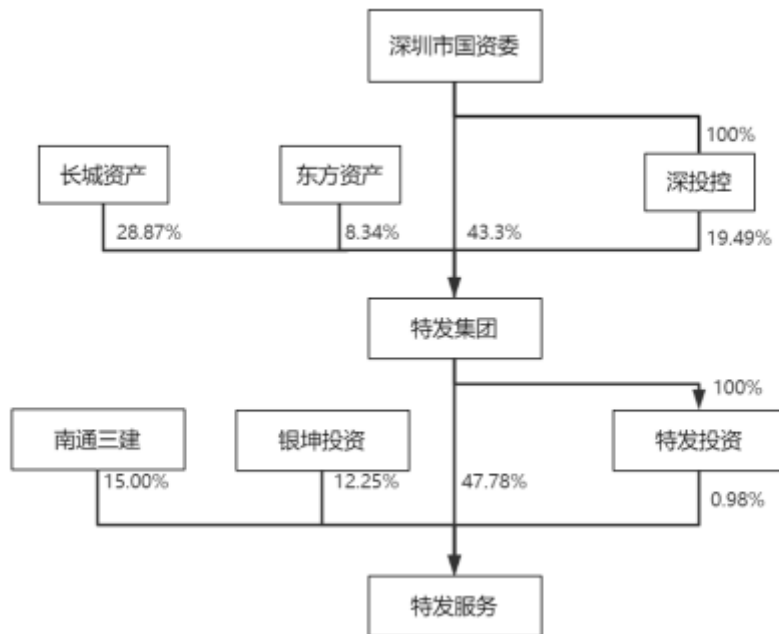 深圳市国资委
100%
长城资产
东方资产
深投控
28.87%
8.34%
43.3%
19.49%
特发集团
100%
南通三建
银坤投资
特发投资
15.00%
12.25%
47.78%
0.98%
特发服务